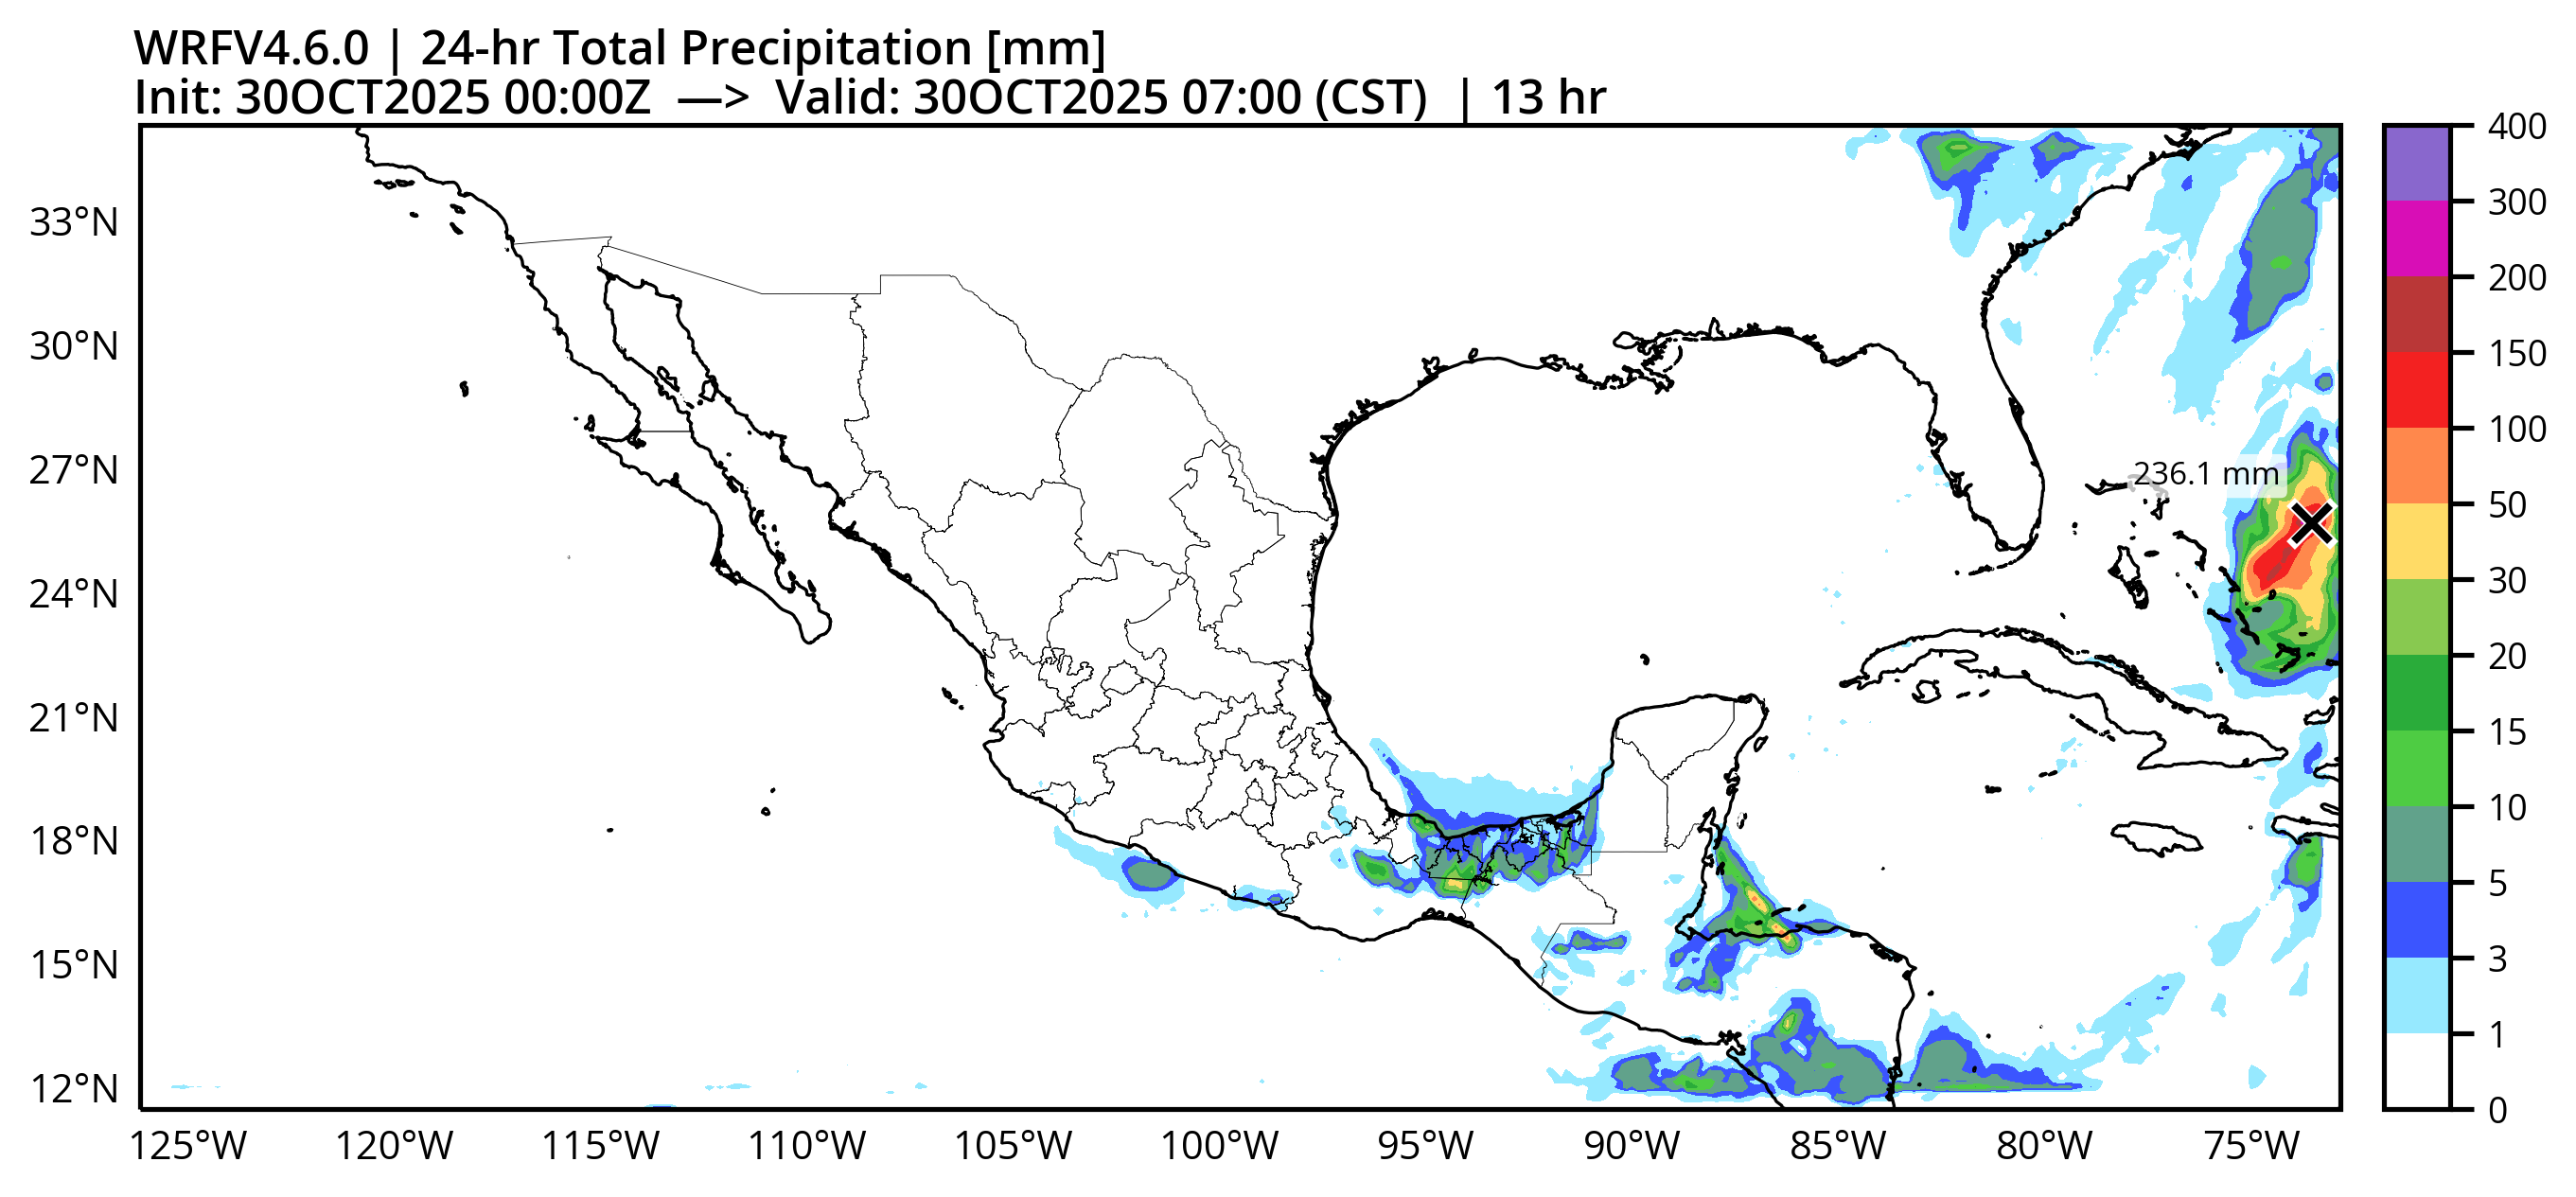 WRFV4.6.0 | 24-hr Total Precipitation [mm]
Init: 30OCT2025 00:00Z —> Valid: 30OCT2025 07:00 (CST) | 13 hr
33°N
30°N
27°N
24°N
21°N
18°N
15°N
12°N
236.1 mm
125°W 120°W 115°W 110°W 105°W 100°W 95°W 90°W 85°W 80°W 75°W
400
300
200
150
100
50
30
20
15
10
5
3
1
0